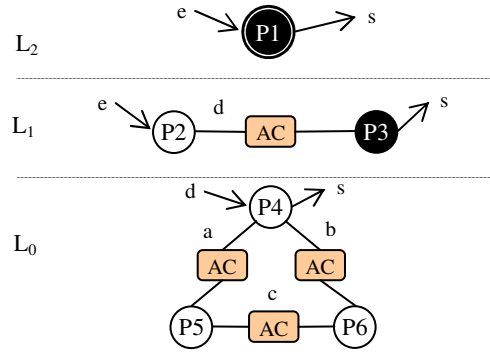 e P1 s
L₂
e d s
L₁ P2 AC P3
d P4 s
a b
L₀ AC AC
c
P5 AC P6